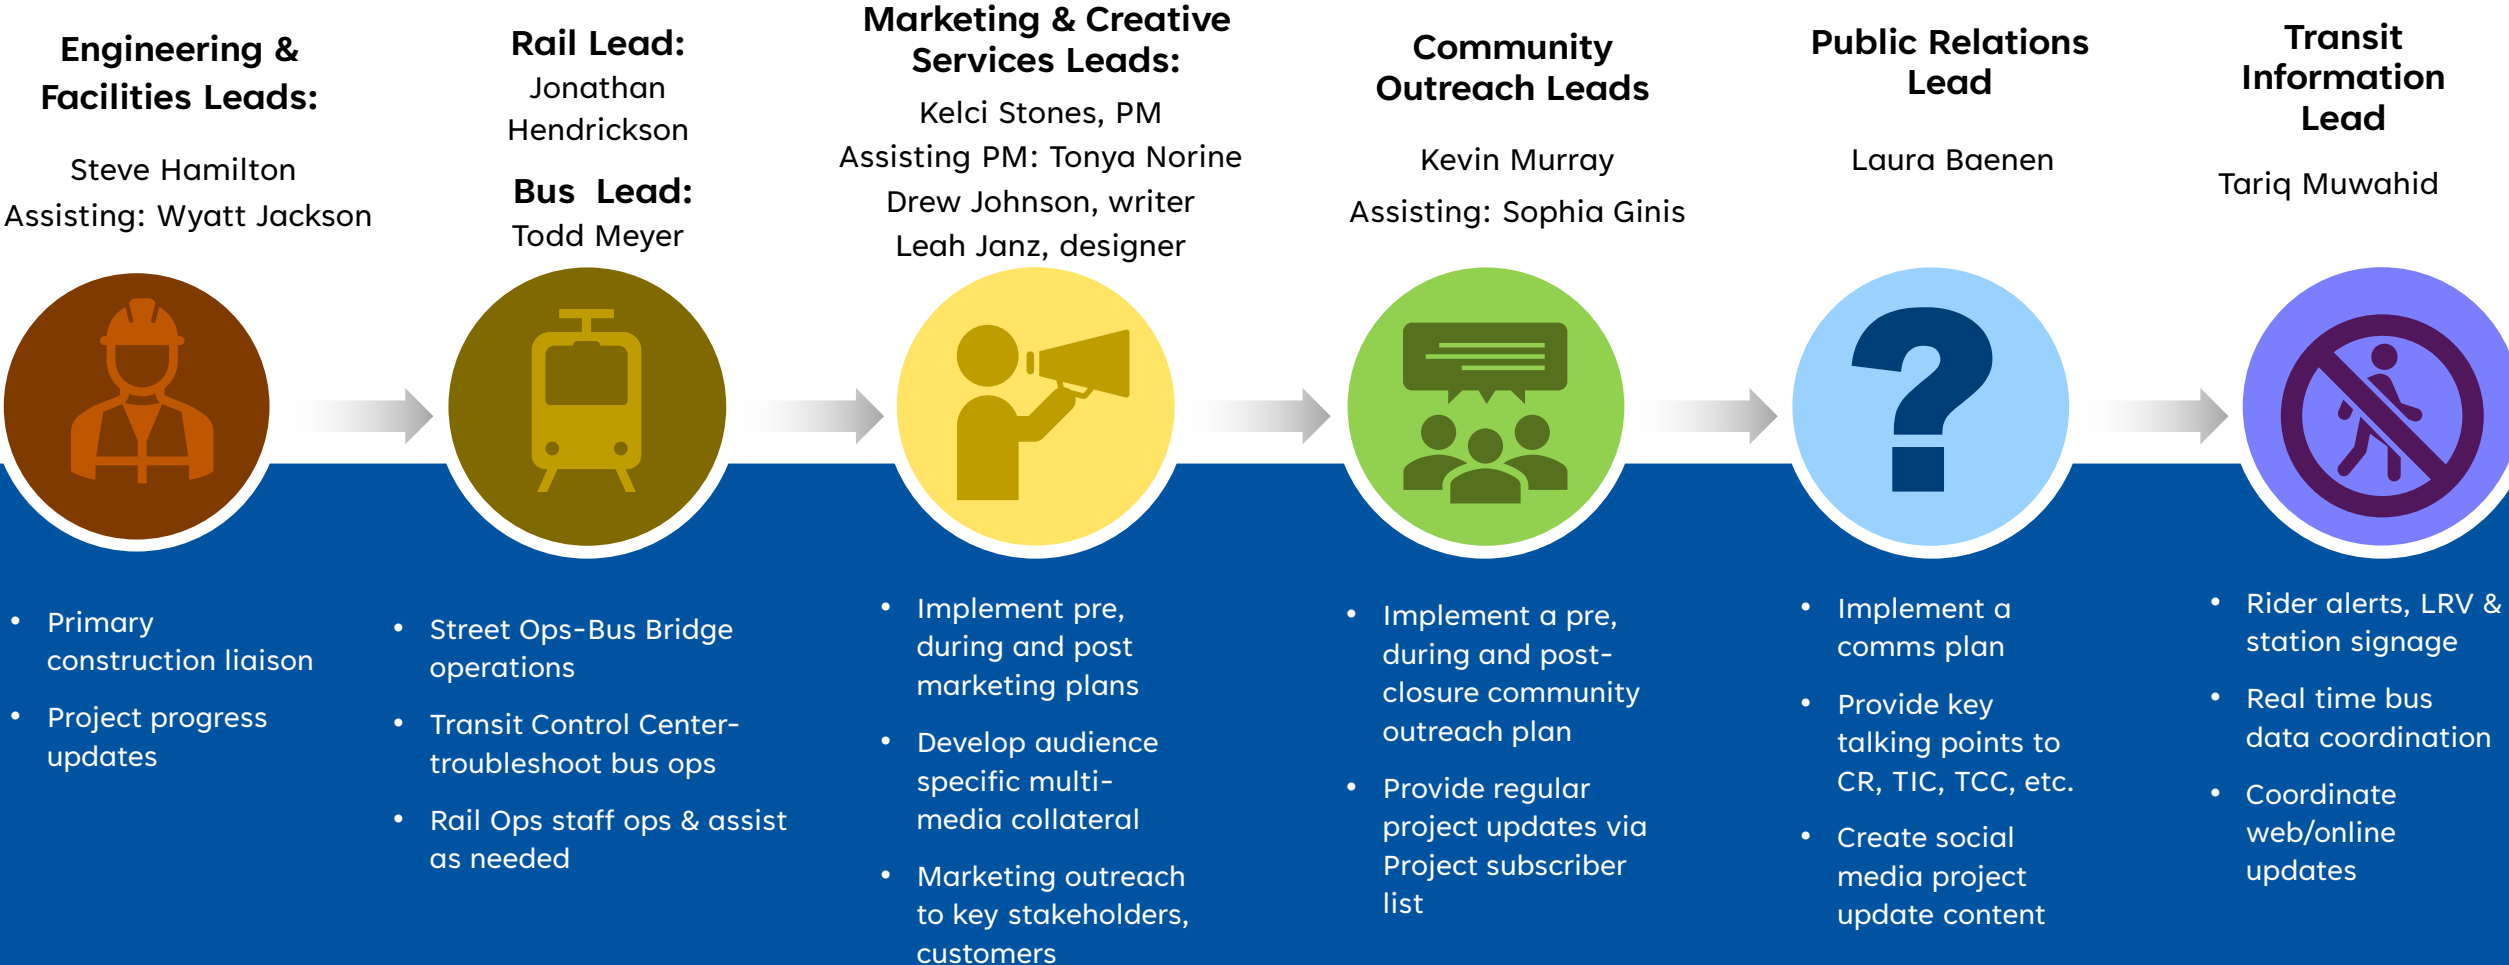 Engineering &
Facilities Leads:
Steve Hamilton
Assisting: Wyatt Jackson
Rail Lead:
Jonathan
Hendrickson
Bus  Lead:
Todd Meyer
Marketing & Creative
Services Leads:
Kelci Stones, PM
Assisting PM: Tonya Norine
Drew Johnson, writer
Leah Janz, designer
Community
Outreach Leads
Kevin Murray
Assisting: Sophia Ginis
Public Relations
Lead
Laura Baenen
Transit
Information
Lead
Tariq Muwahid
?
• Primary
construction liaison
• Project progress
updates
• Street Ops-Bus Bridge
operations
• Transit Control Center-
troubleshoot bus ops
• Rail Ops staff ops & assist
as needed
• Implement pre,
during and post
marketing plans
• Develop audience
specific multi-
media collateral
• Marketing outreach
to key stakeholders,
customers
• Implement a pre,
during and post-
closure community
outreach plan
• Provide regular
project updates via
Project subscriber
list
• Implement a
comms plan
• Provide key
talking points to
CR, TIC, TCC, etc.
• Create social
media project
update content
• Rider alerts, LRV &
station signage
• Real time bus
data coordination
• Coordinate
web/online
updates